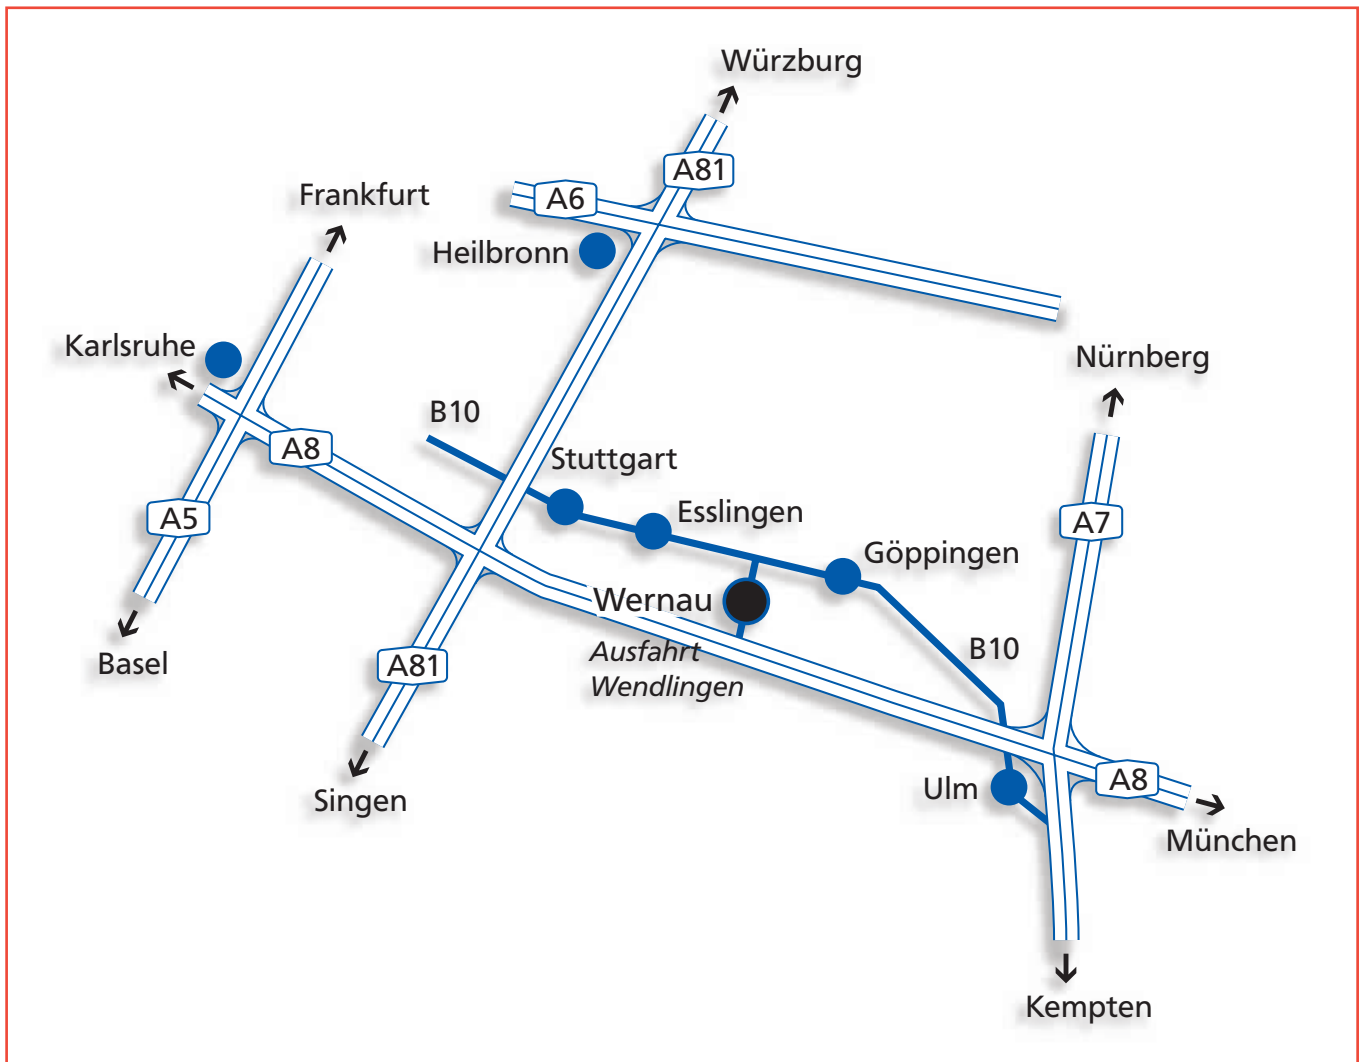 Würzburg
A81
A6
Frankfurt
Heilbronn
Karlsruhe
Nürnberg
B10
A8
Stuttgart
A5
Esslingen
A7
Göppingen
Wernau
Ausfahrt
Wendlingen
B10
Basel
A81
Singen
Ulm
A8
München
Kempten